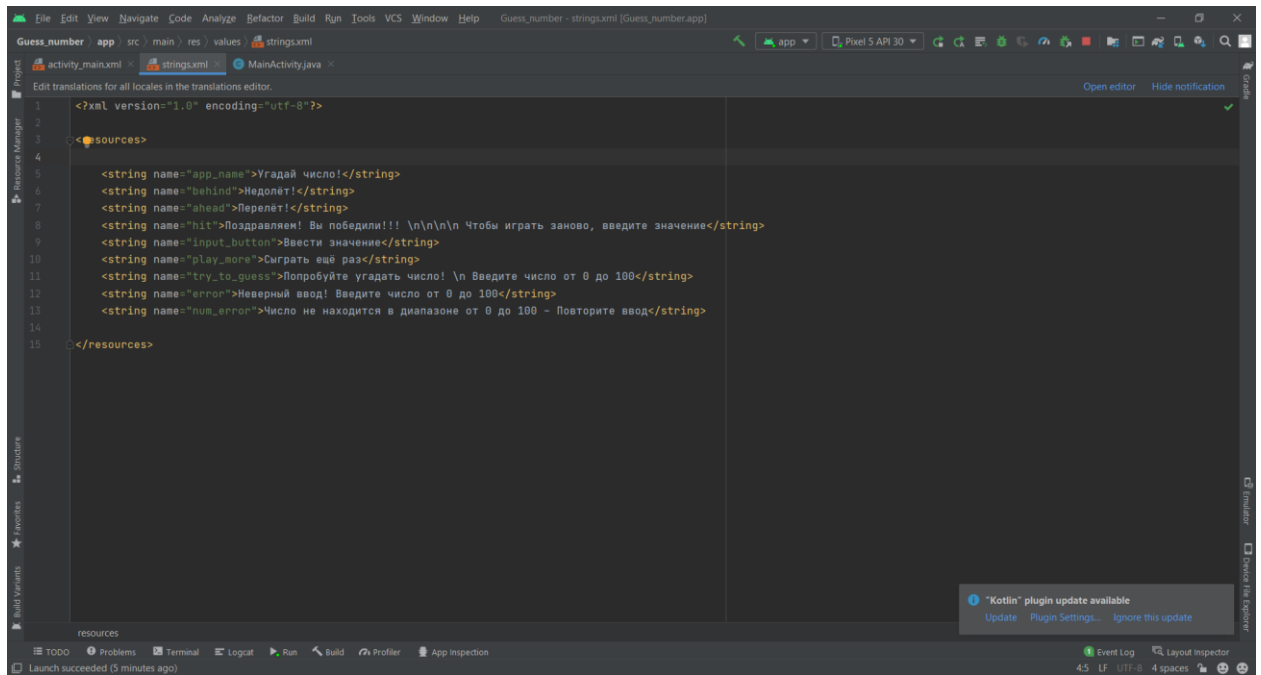 File Edit View Navigate Code Analyze Refactor Build Run Tools VCS Window Help Guess_number - strings.xml [Guess_number.app]
Guess_number app src main res values strings.xml app Pixel 5 API 30
activity_main.xml strings.xml MainActivity.java
Edit translations for all locales in the translations editor. Open editor Hide notification
1 <?xml version="1.0" encoding="utf-8"?>
2
3 <resources>
4
5 <string name="app_name">Угадай число!</string>
6 <string name="behind">Недолёт!</string>
7 <string name="ahead">Перелёт!</string>
8 <string name="hit">Поздравляем! Вы победили!!! \n\n\n\n Чтобы играть заново, введите значение</string>
9 <string name="input_button">Ввести значение</string>
10 <string name="play_more">Сыграть ещё раз</string>
11 <string name="try_to_guess">Попробуйте угадать число! \n Введите число от 0 до 100</string>
12 <string name="error">Неверный ввод! Введите число от 0 до 100</string>
13 <string name="num_error">Число не находится в диапазоне от 0 до 100 - Повторите ввод</string>
14
15 </resources>
Project
Resource Manager
Structure
Favorites
Build Variants
Gradle
Emulator
Device File Explorer
"Kotlin" plugin update available
Update Plugin Settings... Ignore this update
resources
TODO Problems Terminal Logcat Run Build Profiler App Inspection 1 Event Log Layout Inspector
Launch succeeded (5 minutes ago) 4:5 LF UTF-8 4 spaces